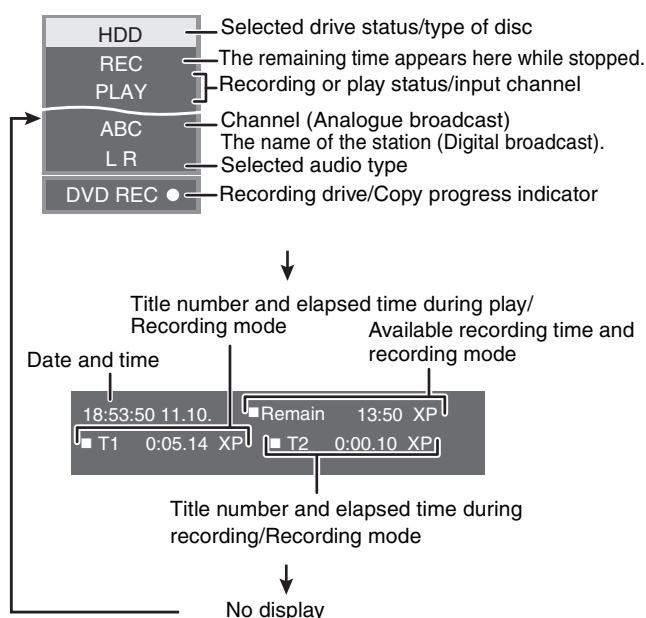 HDD
Selected drive status/type of disc
REC
The remaining time appears here while stopped.
PLAY
Recording or play status/input channel
ABC
Channel (Analogue broadcast)
The name of the station (Digital broadcast).
L R
Selected audio type
DVD REC ●
Recording drive/Copy progress indicator
Title number and elapsed time during play/
Recording mode
Available recording time and
recording mode
Date and time
18:53:50 11.10.
■Remain 13:50 XP
■ T1 0:05.14 XP
■ T2 0:00.10 XP
Title number and elapsed time during
recording/Recording mode
No display